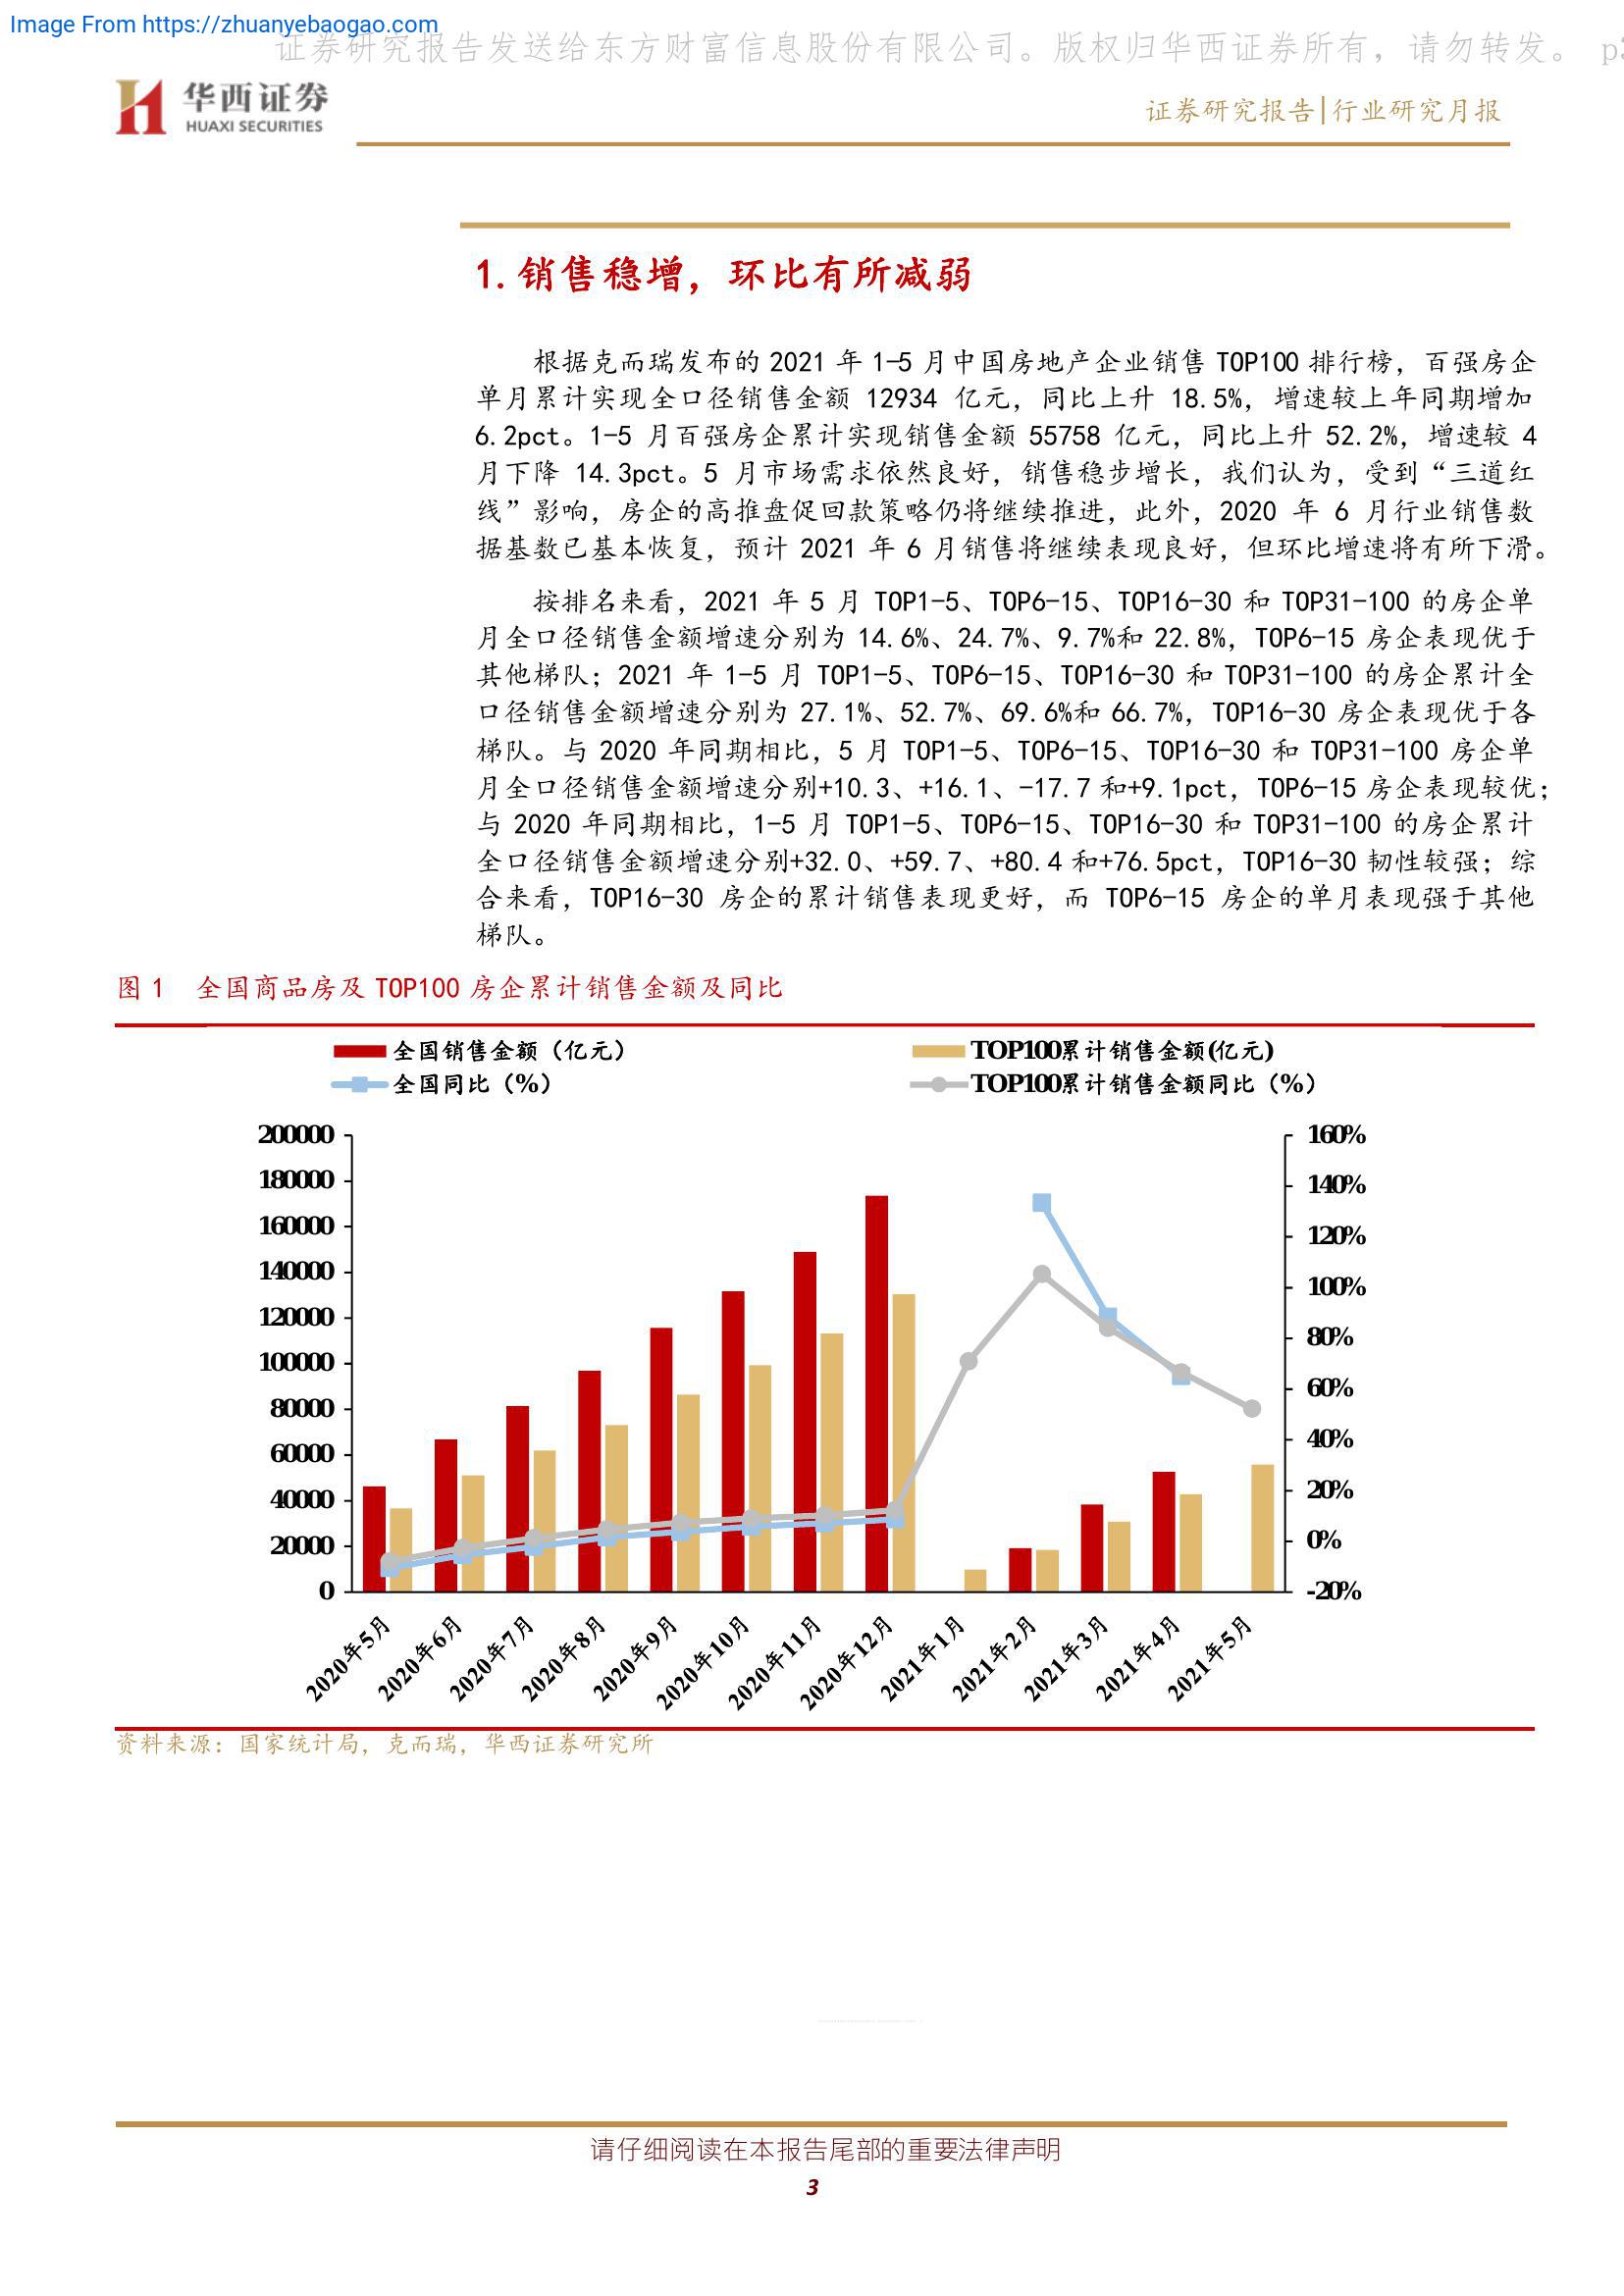 Image From https://zhuanyebaogao.com
证券研究报告发送给东方财富信息股份有限公司。版权归华西证券所有，请勿转发。 p3
华西证券
HUAXI SECURITIES
证券研究报告|行业研究月报
1.销售稳增，环比有所减弱
根据克而瑞发布的 2021 年 1-5 月中国房地产企业销售 TOP100 排行榜，百强房企
单月累计实现全口径销售金额 12934 亿元，同比上升 18.5%，增速较上年同期增加
6.2pct。1-5 月百强房企累计实现销售金额 55758 亿元，同比上升 52.2%，增速较 4
月下降 14.3pct。5 月市场需求依然良好，销售稳步增长，我们认为，受到“三道红
线”影响，房企的高推盘促回款策略仍将继续推进，此外，2020 年 6 月行业销售数
据基数已基本恢复，预计 2021 年 6 月销售将继续表现良好，但环比增速将有所下滑。
按排名来看，2021 年 5 月 TOP1-5、TOP6-15、TOP16-30 和 TOP31-100 的房企单
月全口径销售金额增速分别为 14.6%、24.7%、9.7%和 22.8%，TOP6-15 房企表现优于
其他梯队；2021 年 1-5 月 TOP1-5、TOP6-15、TOP16-30 和 TOP31-100 的房企累计全
口径销售金额增速分别为 27.1%、52.7%、69.6%和 66.7%，TOP16-30 房企表现优于各
梯队。与 2020 年同期相比，5 月 TOP1-5、TOP6-15、TOP16-30 和 TOP31-100 房企单
月全口径销售金额增速分别+10.3、+16.1、-17.7 和+9.1pct，TOP6-15 房企表现较优；
与 2020 年同期相比，1-5 月 TOP1-5、TOP6-15、TOP16-30 和 TOP31-100 的房企累计
全口径销售金额增速分别+32.0、+59.7、+80.4 和+76.5pct，TOP16-30 韧性较强；综
合来看，TOP16-30 房企的累计销售表现更好，而 TOP6-15 房企的单月表现强于其他
梯队。
图 1 全国商品房及 TOP100 房企累计销售金额及同比
全国销售金额（亿元）
TOP100累计销售金额(亿元)
全国同比（%）
TOP100累计销售金额同比（%）
200000
180000
160000
140000
120000
100000
80000
60000
40000
20000
0
160%
140%
120%
100%
80%
60%
40%
20%
0%
-20%
2020年5月
2020年6月
2020年7月
2020年8月
2020年9月
2020年10月
2020年11月
2020年12月
2021年1月
2021年2月
2021年3月
2021年4月
2021年5月
资料来源：国家统计局，克而瑞，华西证券研究所
请仔细阅读在本报告尾部的重要法律声明
3